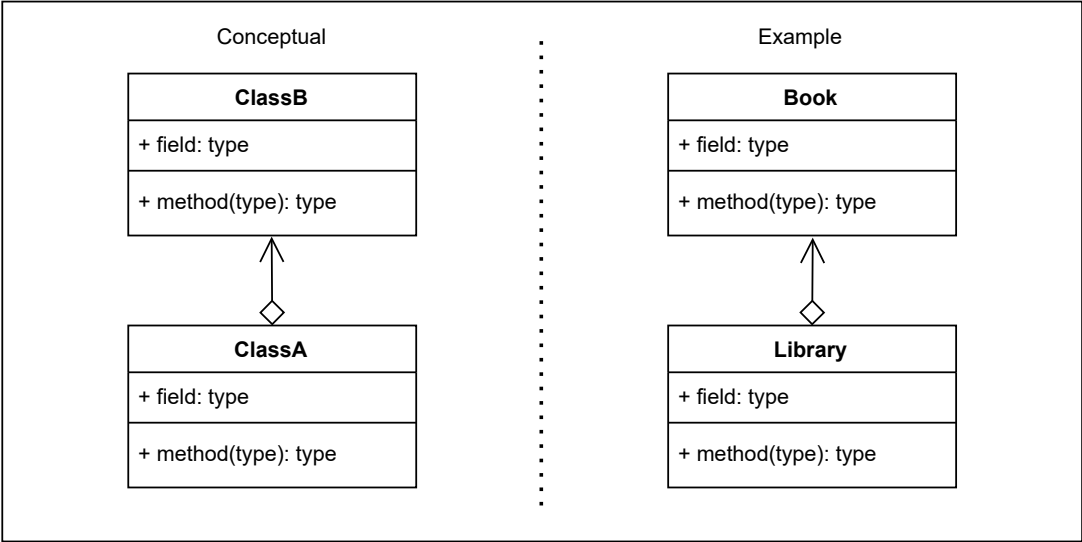 Conceptual
ClassB
+ field: type
+ method(type): type
ClassA
+ field: type
+ method(type): type
Example
Book
+ field: type
+ method(type): type
Library
+ field: type
+ method(type): type